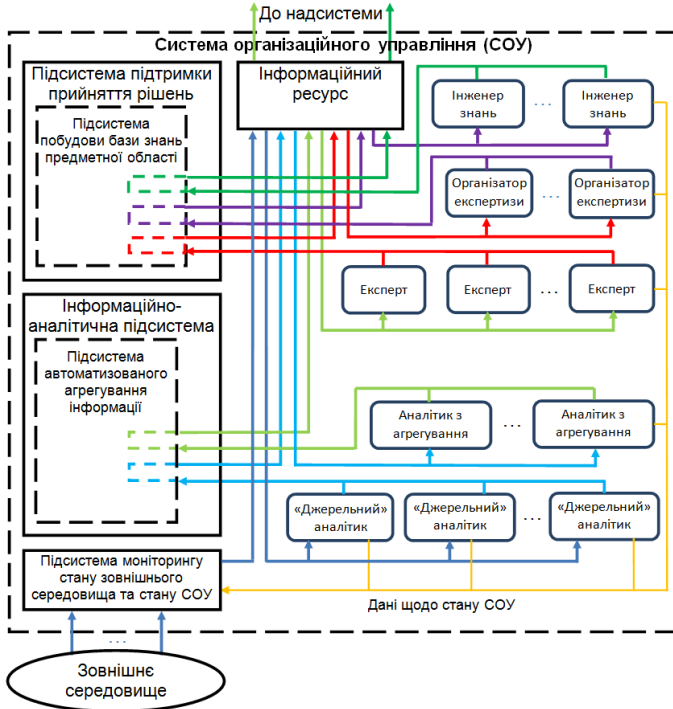 До надсистеми
Система організаційного управління (СОУ)
Підсистема підтримки
прийняття рішень
Підсистема
побудови бази знань
предметної області
Інформаційний
ресурс
Інженер
знань
...
Інженер
знань
Організатор
експертизи
...
Організатор
експертизи
Експерт
Експерт
...
Експерт
Інформаційно-
аналітична підсистема
Підсистема
автоматизованого
агрегування
інформації
Аналітик з
агрегування
...
Аналітик з
агрегування
«Джерельний»
аналітик
«Джерельний»
аналітик
...
«Джерельний»
аналітик
Підсистема моніторингу
стану зовнішнього
середовища та стану СОУ
Дані щодо стану СОУ
...
Зовнішнє
середовище